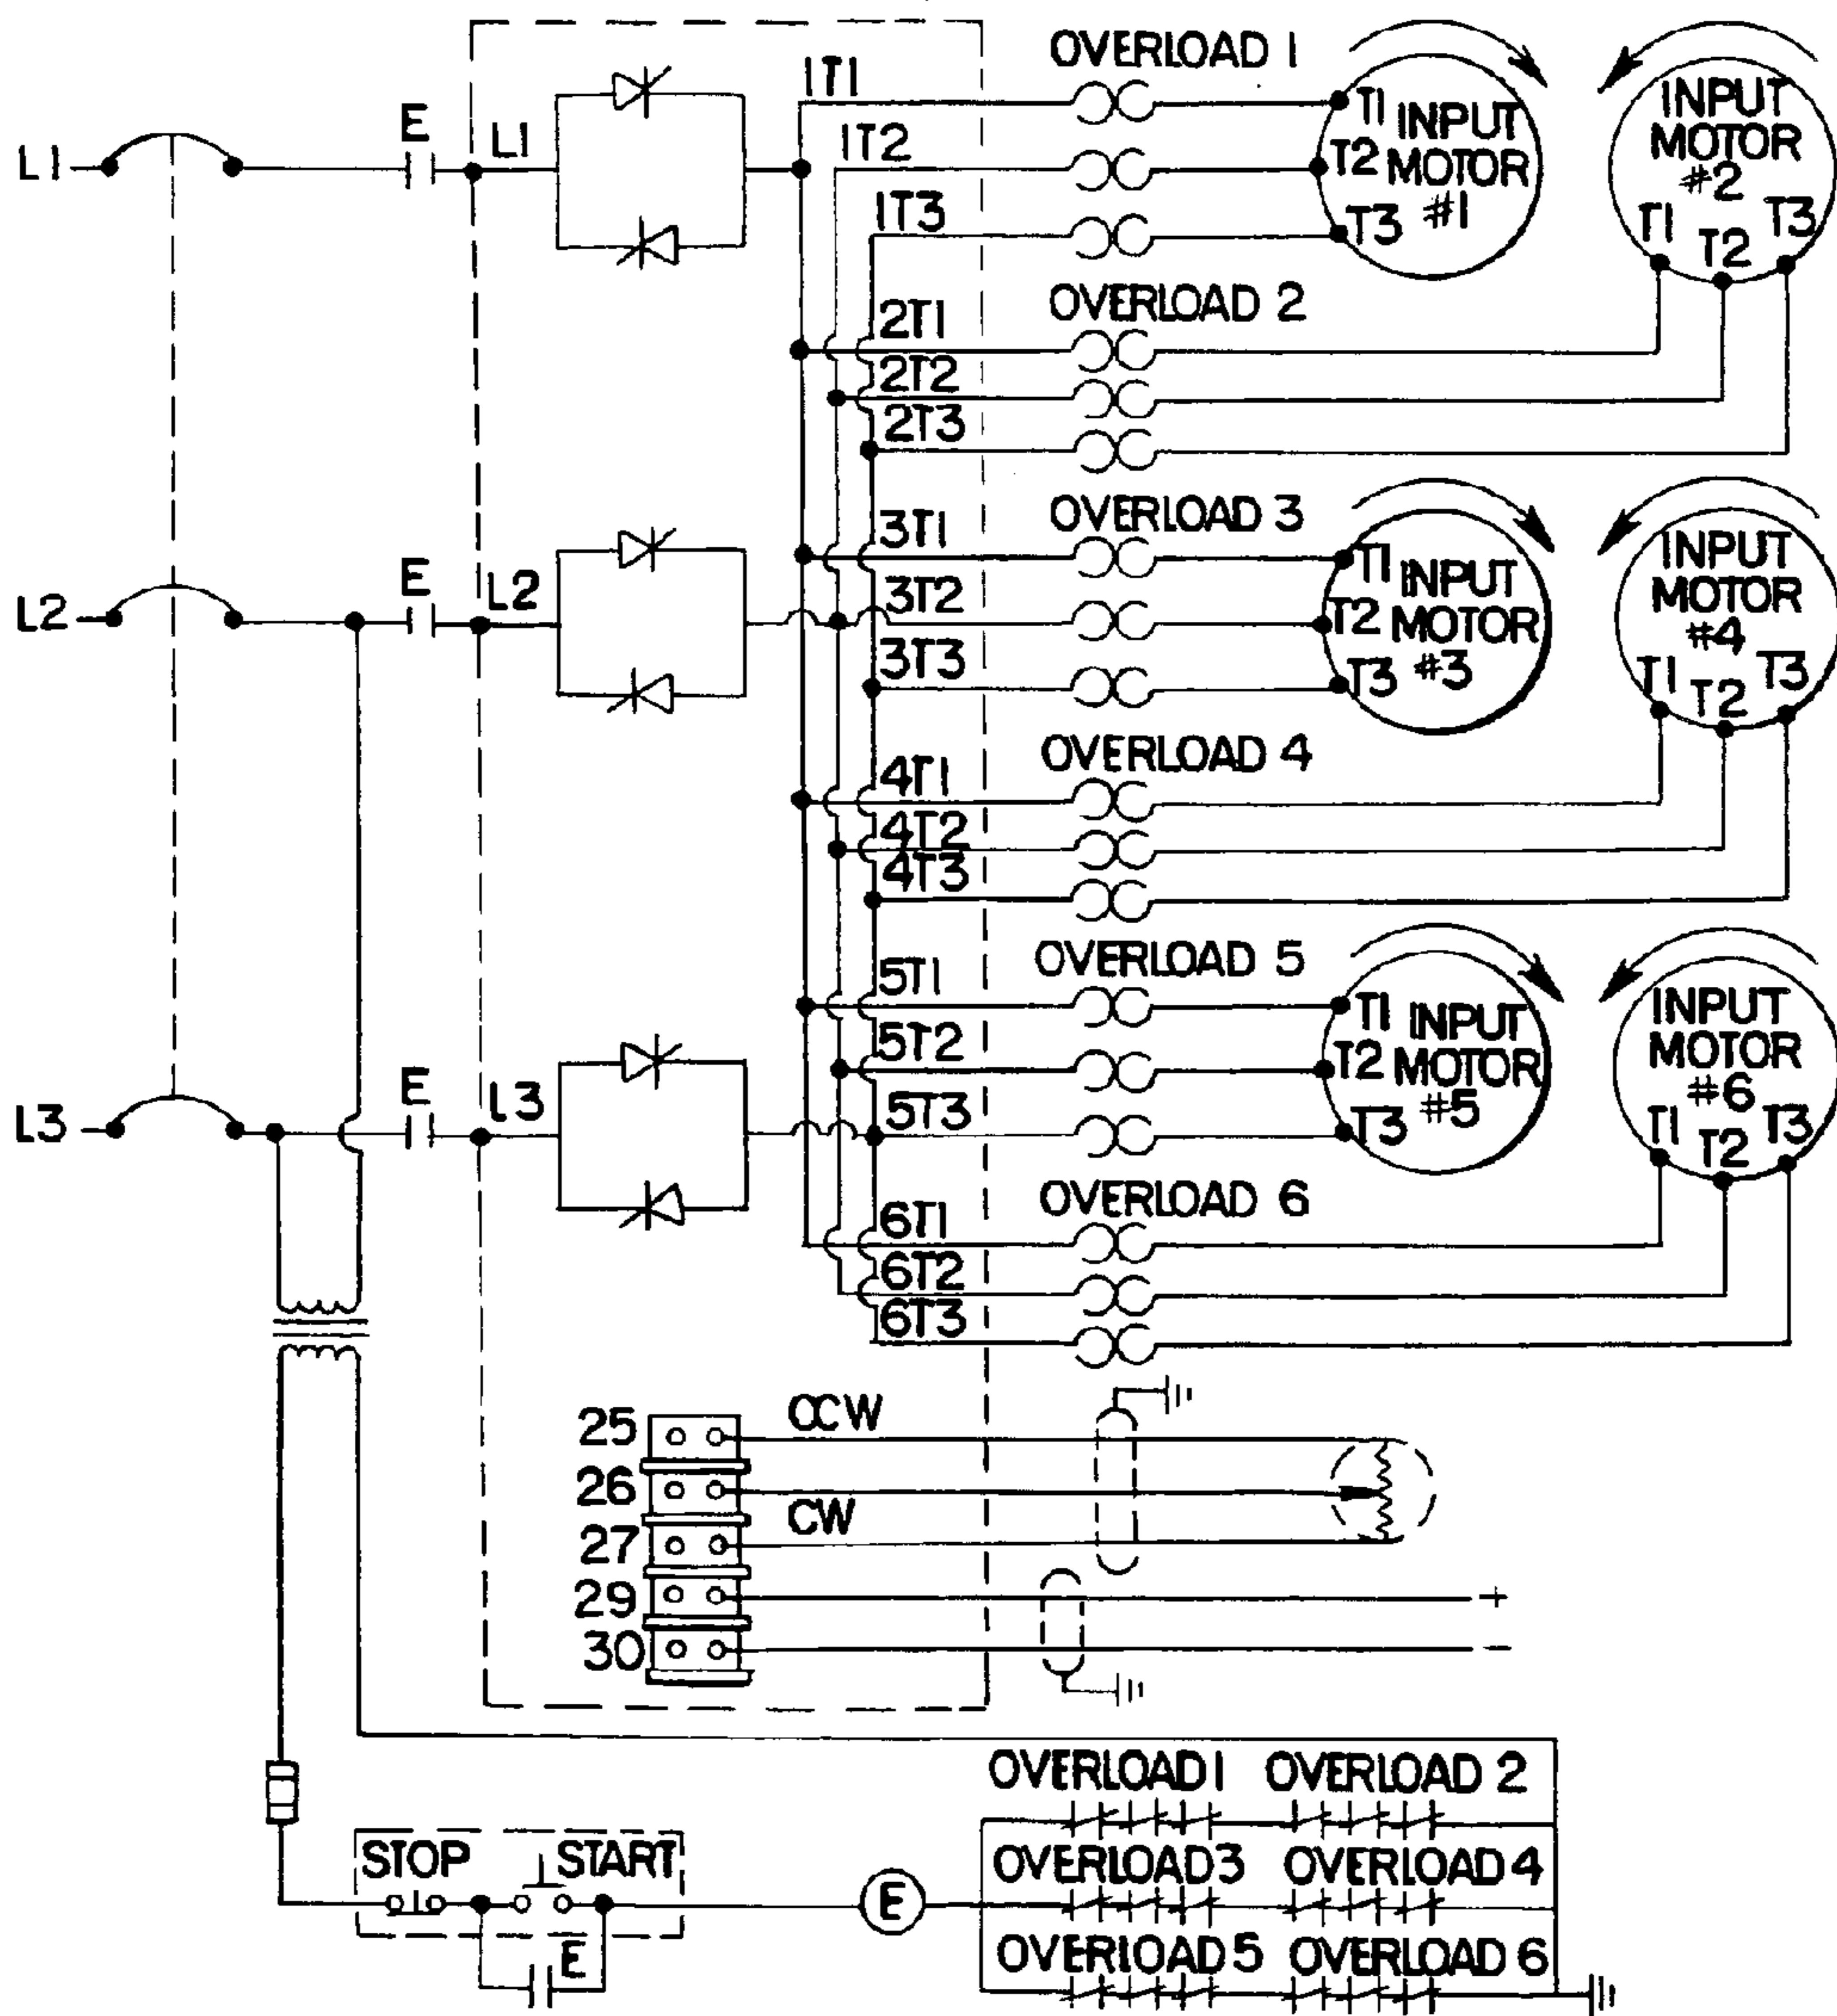 OVERLOAD 1
1T1
T1 INPUT
MOTOR
#1
T2
T3
INPUT
MOTOR
#2
T1
T2
T3
L1
E
L1
1T2
1T3
OVERLOAD 2
2T1
2T2
2T3
OVERLOAD 3
3T1
3T2
3T3
T1 INPUT
T2 MOTOR
T3 #3
INPUT
MOTOR
#4
T1
T2
T3
L2
E
L2
OVERLOAD 4
4T1
4T2
4T3
OVERLOAD 5
5T1
5T2
5T3
T1 INPUT
T2 MOTOR
T3 #5
INPUT
MOTOR
#6
T1
T2
T3
L3
E
L3
OVERLOAD 6
6T1
6T2
6T3
25
CCW
26
CW
27
29
+
30
-
OVERLOAD 1 OVERLOAD 2
STOP START
E
E
OVERLOAD 3 OVERLOAD 4
OVERLOAD 5 OVERLOAD 6